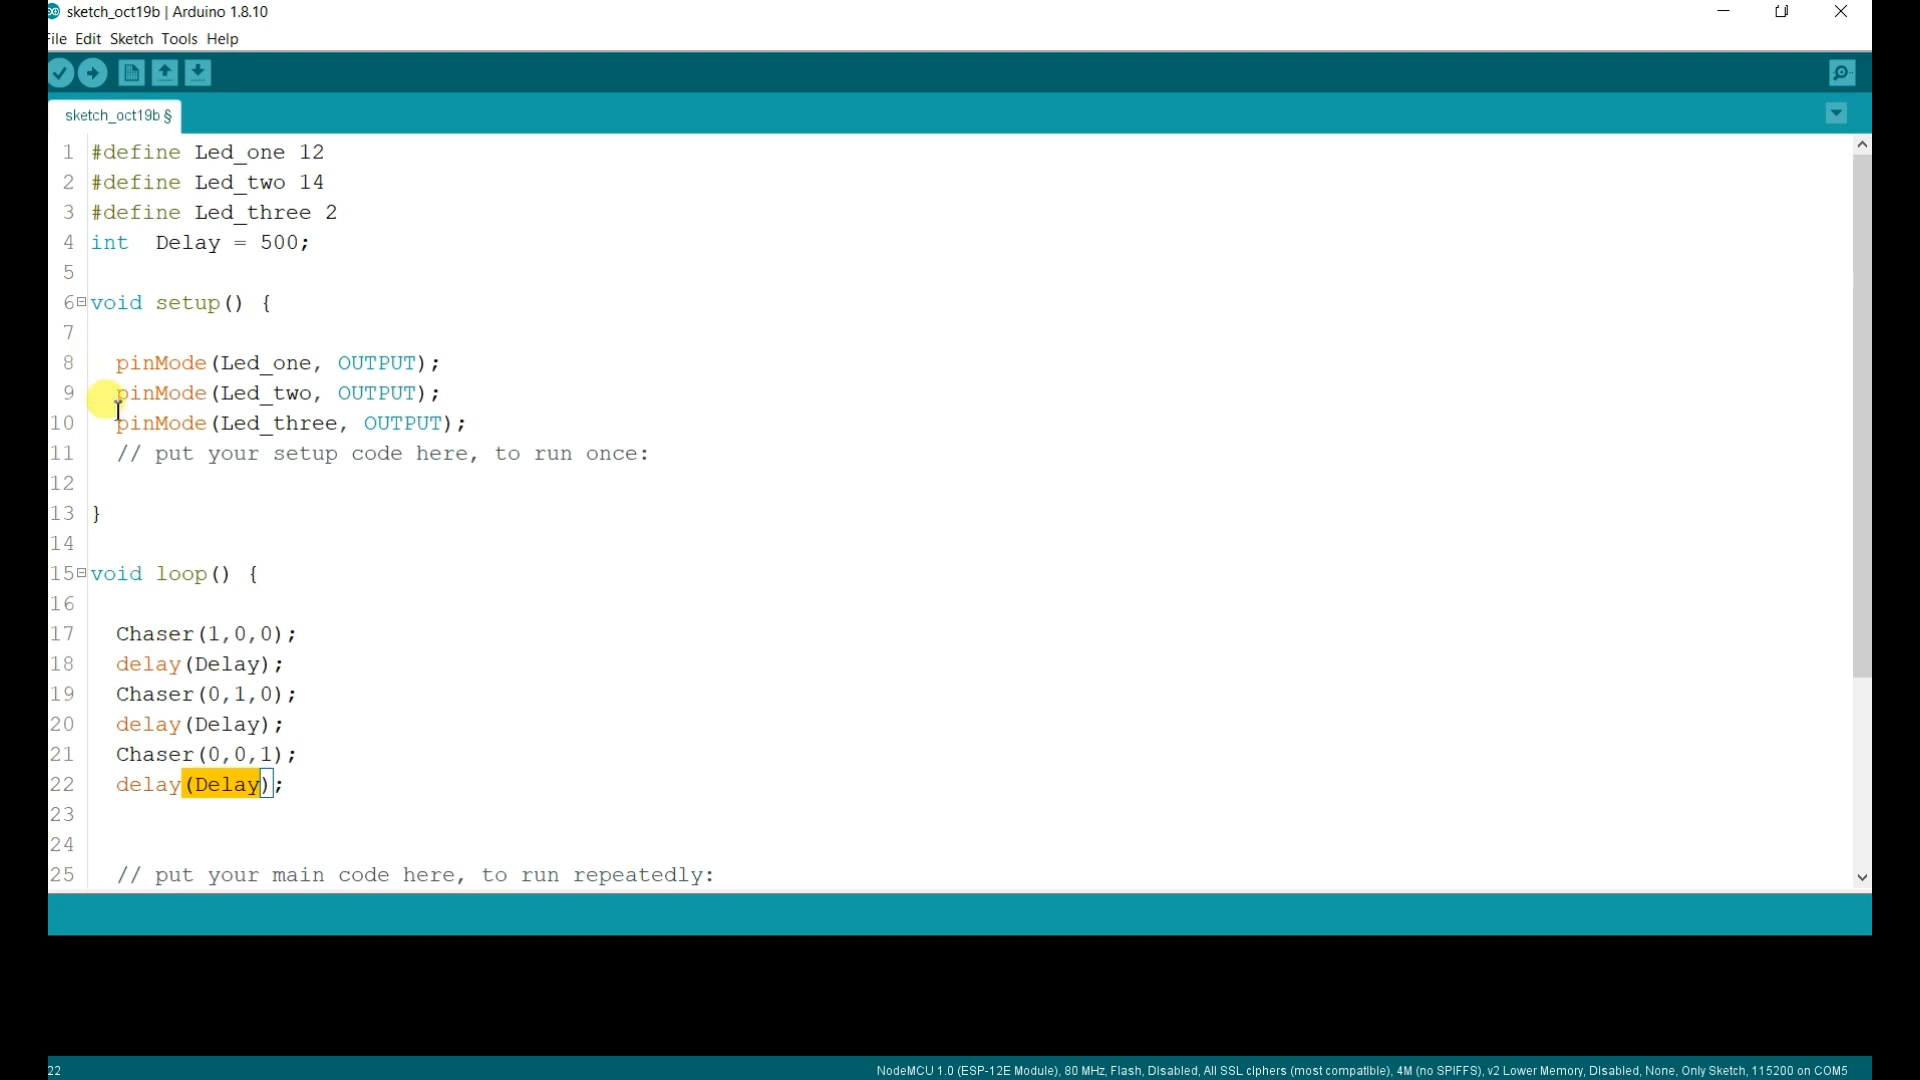 sketch_oct19b | Arduino 1.8.10
File Edit Sketch Tools Help
sketch_oct19b §
1 #define Led_one 12
2 #define Led_two 14
3 #define Led_three 2
4 int  Delay = 500;
5
6 void setup() {
7
8   pinMode(Led_one, OUTPUT);
9   pinMode(Led_two, OUTPUT);
10   pinMode(Led_three, OUTPUT);
11   // put your setup code here, to run once:
12
13 }
14
15 void loop() {
16
17   Chaser(1,0,0);
18   delay(Delay);
19   Chaser(0,1,0);
20   delay(Delay);
21   Chaser(0,0,1);
22   delay(Delay);
23
24
25   // put your main code here, to run repeatedly:
22
NodeMCU 1.0 (ESP-12E Module), 80 MHz, Flash, Disabled, All SSL ciphers (most compatible), 4M (no SPIFFS), v2 Lower Memory, Disabled, None, Only Sketch, 115200 on COM5